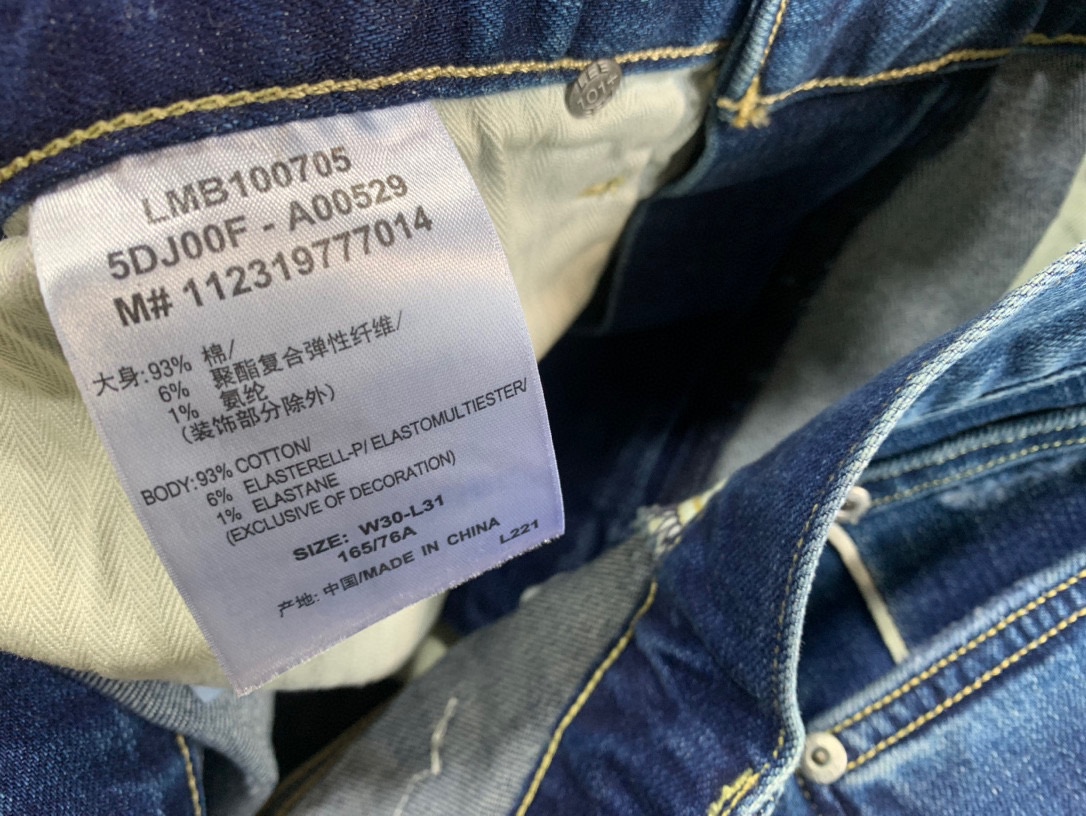 LEE
101+
LMB100705
5DJ00F - A00529
M# 112319777014
大身:93% 棉/
6% 聚酯复合弹性纤维/
1% 氨纶
(装饰部分除外)
BODY:93% COTTON/
6% ELASTERELL-P/ ELASTOMULTIESTER/
1% ELASTANE
(EXCLUSIVE OF DECORATION)
SIZE: W30-L31
165/76A
产地: 中国/MADE IN CHINA L221